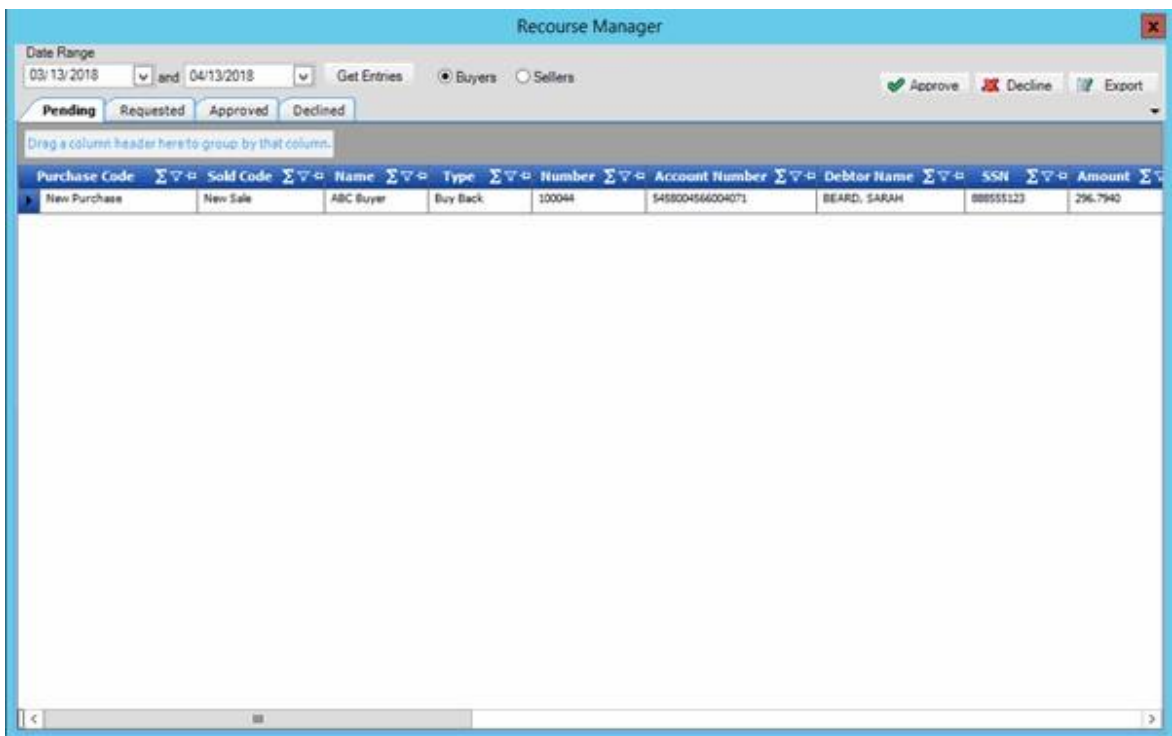 Recourse Manager
Date Range
03/13/2018 and 04/13/2018 Get Entries Buyers Sellers Approve Decline Export
Pending Requested Approved Declined
Drag a column header here to group by that column.
Purchase Code Sold Code Name Type Number Account Number Debtor Name SSN Amount
New Purchase New Sale ABC Buyer Buy Back 100044 5458004566004071 BEARD, SARAH 888555123 296.7940